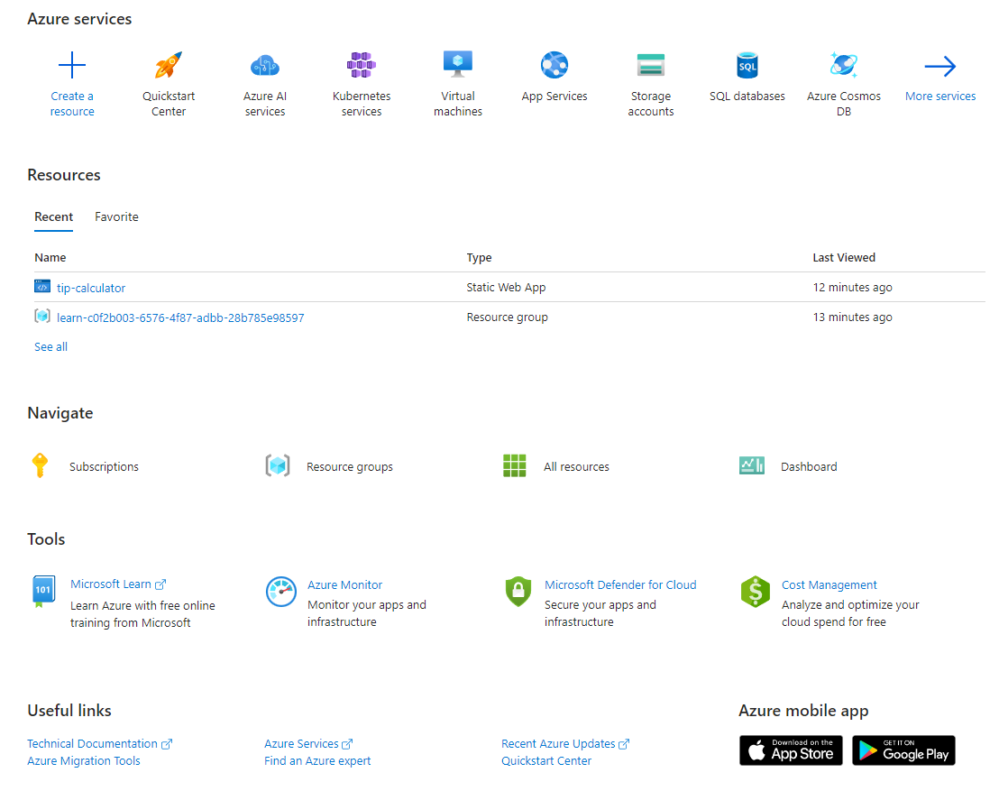 Azure services
Create a resource
Quickstart Center
Azure AI services
Kubernetes services
Virtual machines
App Services
Storage accounts
SQL
SQL databases
Azure Cosmos DB
More services
Resources
Recent Favorite
Name Type Last Viewed
tip-calculator Static Web App 12 minutes ago
learn-c0f2b003-6576-4f87-adbb-28b785e98597 Resource group 13 minutes ago
See all
Navigate
Subscriptions Resource groups All resources Dashboard
Tools
101
Microsoft Learn
Learn Azure with free online
training from Microsoft
Azure Monitor
Monitor your apps and
infrastructure
Microsoft Defender for Cloud
Secure your apps and
infrastructure
$
Cost Management
Analyze and optimize your
cloud spend for free
Useful links
Technical Documentation Azure Services Recent Azure Updates
Azure Migration Tools Find an Azure expert Quickstart Center
Azure mobile app
Download on the
App Store
GET IT ON
Google Play